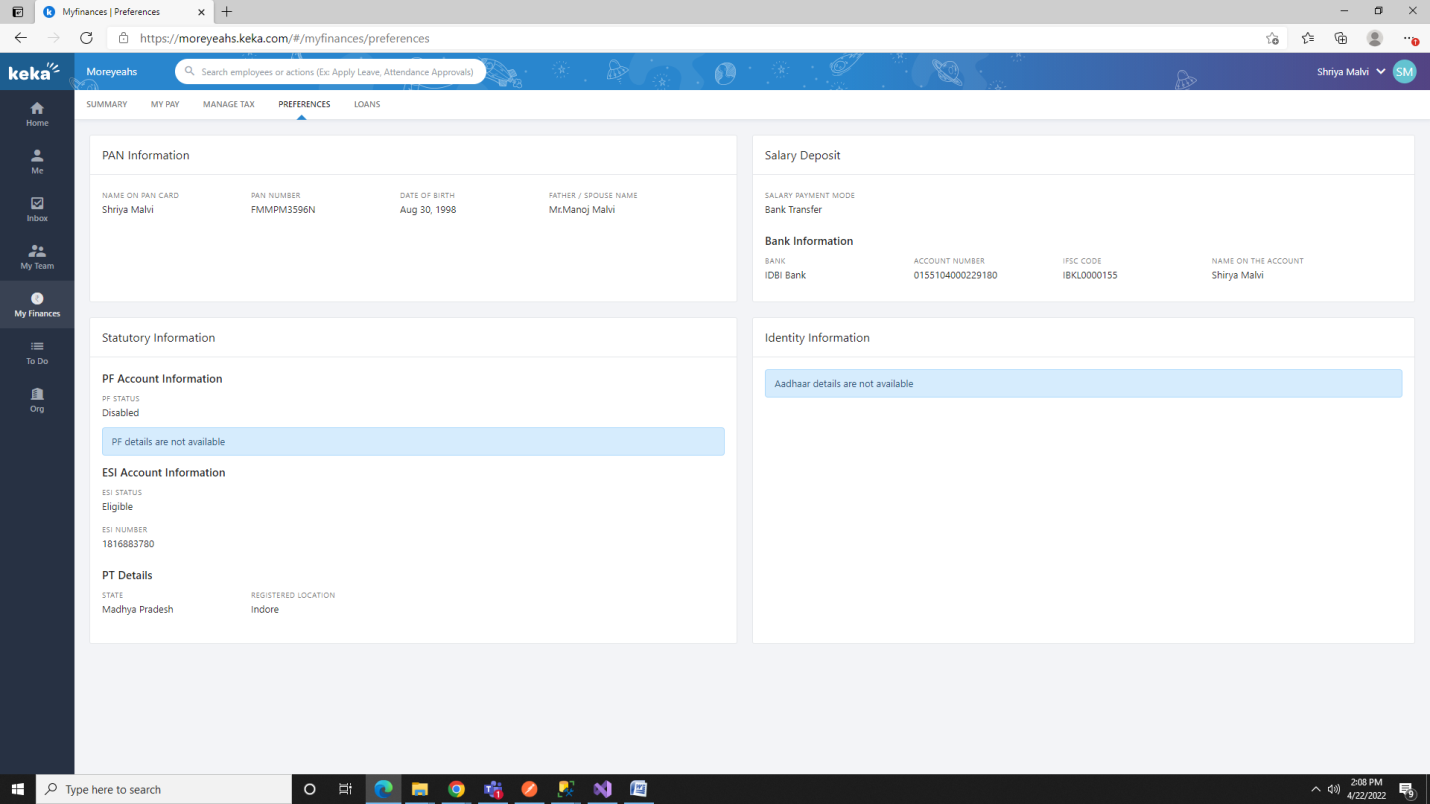 Myfinances | Preferences
https://moreyeahs.keka.com/#/myfinances/preferences
keka
Moreyeahs
Search employees or actions (Ex: Apply Leave, Attendance Approvals)
Shriya Malvi
SM
SUMMARY MY PAY MANAGE TAX PREFERENCES LOANS
Home
Me
Inbox
My Team
My Finances
To Do
Org
PAN Information
NAME ON PAN CARD PAN NUMBER DATE OF BIRTH FATHER / SPOUSE NAME
Shriya Malvi FMMPM3596N Aug 30, 1998 Mr.Manoj Malvi
Salary Deposit
SALARY PAYMENT MODE
Bank Transfer
Bank Information
BANK ACCOUNT NUMBER IFSC CODE NAME ON THE ACCOUNT
IDBI Bank 0155104000229180 IBKL0000155 Shirya Malvi
Statutory Information
PF Account Information
PF STATUS
Disabled
PF details are not available
ESI Account Information
ESI STATUS
Eligible
ESI NUMBER
1816883780
PT Details
STATE REGISTERED LOCATION
Madhya Pradesh Indore
Identity Information
Aadhaar details are not available
Type here to search
1
2:08 PM
4/22/2022
9